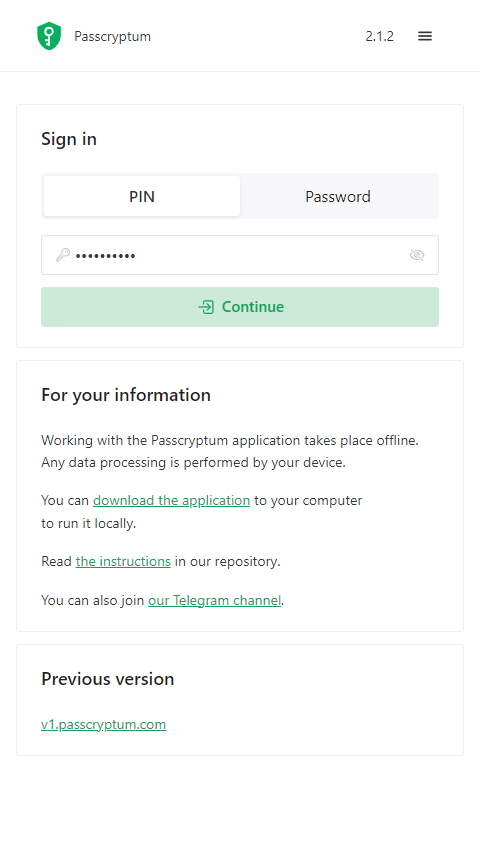 Passcryptum
2.1.2
Sign in
PIN
Password
••••••••••
Continue
For your information
Working with the Passcryptum application takes place offline.
Any data processing is performed by your device.
You can download the application to your computer
to run it locally.
Read the instructions in our repository.
You can also join our Telegram channel.
Previous version
v1.passcryptum.com